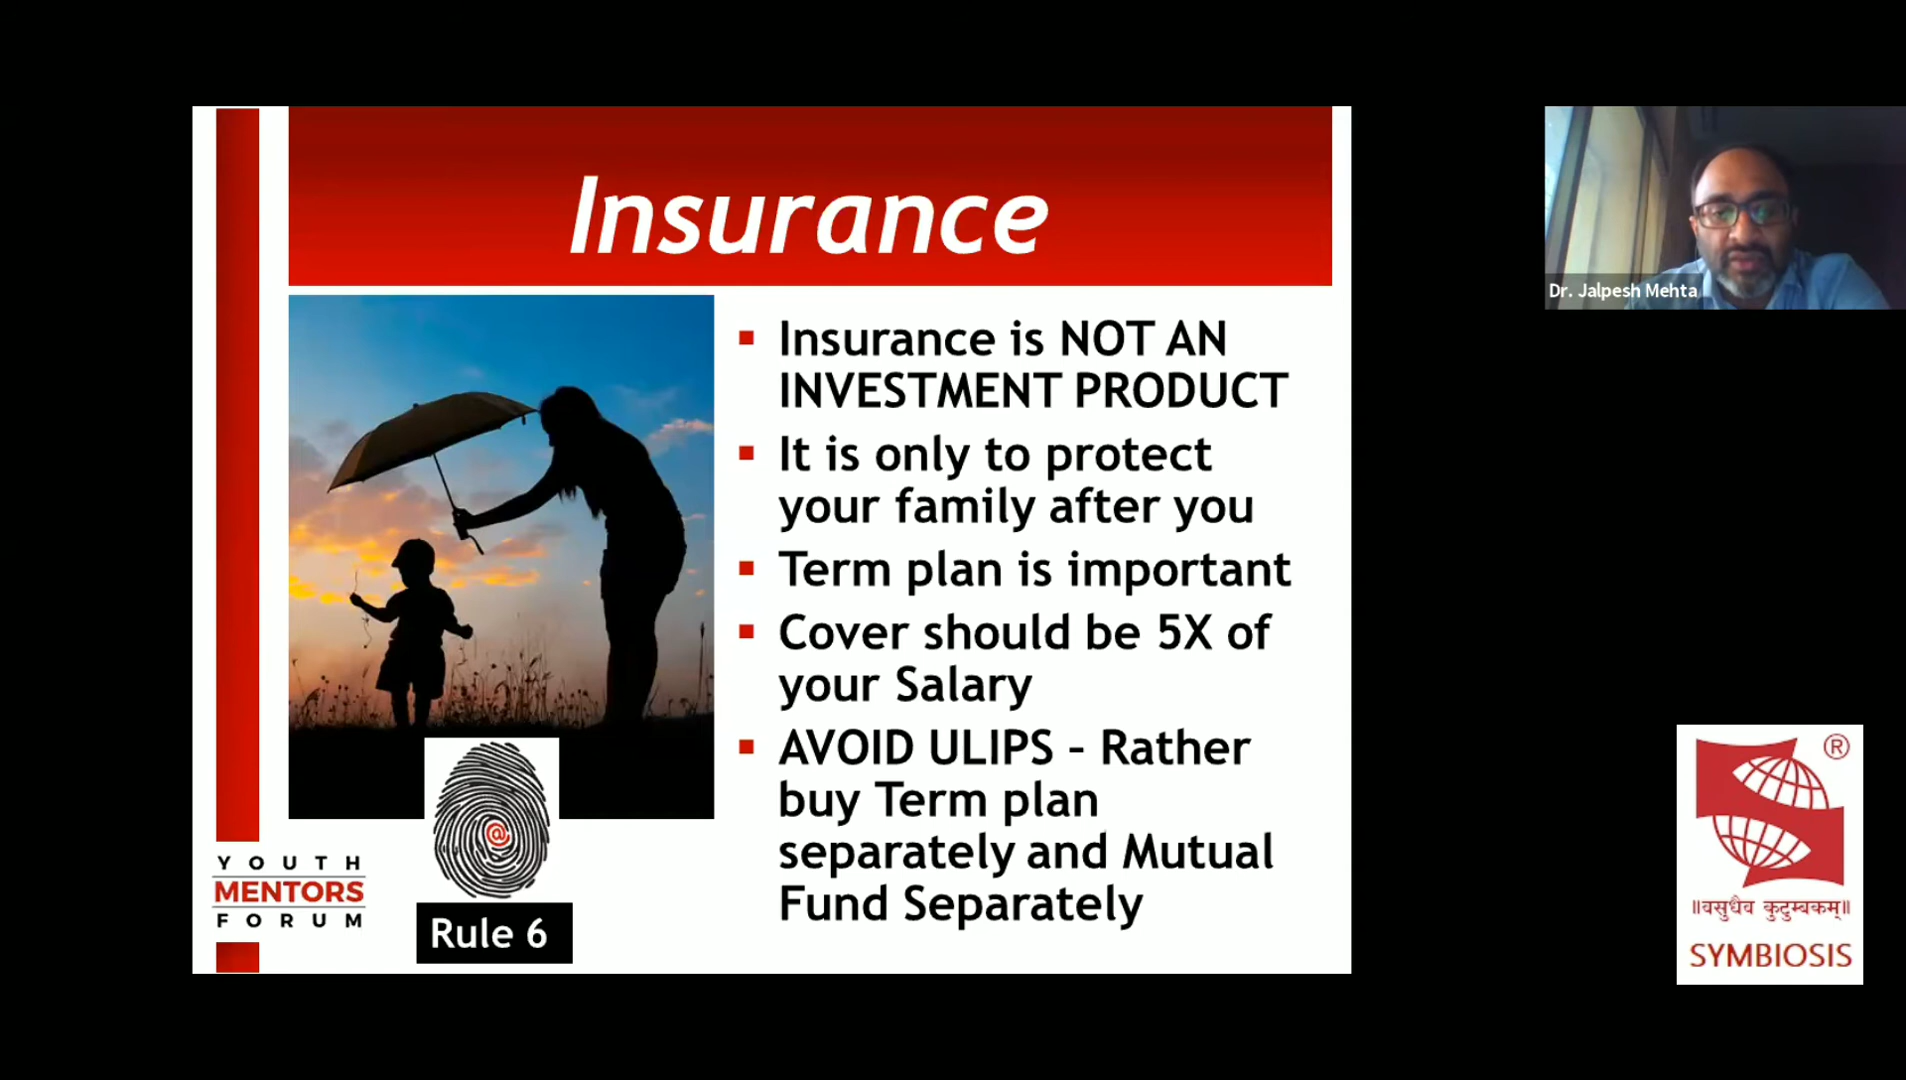 Insurance
Insurance is NOT AN
INVESTMENT PRODUCT
It is only to protect
your family after you
Term plan is important
Cover should be 5X of
your Salary
AVOID ULIPS – Rather
buy Term plan
separately and Mutual
Fund Separately
@
Rule 6
YOUTH
MENTORS
FORUM
Dr. Jalpesh Mehta
®
॥वसुधैव कुटुम्बकम्॥
SYMBIOSIS